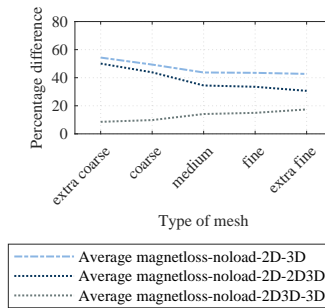 Percentage difference
80
60
40
20
0
extra coarse
coarse
medium
fine
extra fine
Type of mesh
Average magnetloss-noload-2D-3D
Average magnetloss-noload-2D-2D3D
Average magnetloss-noload-2D3D-3D